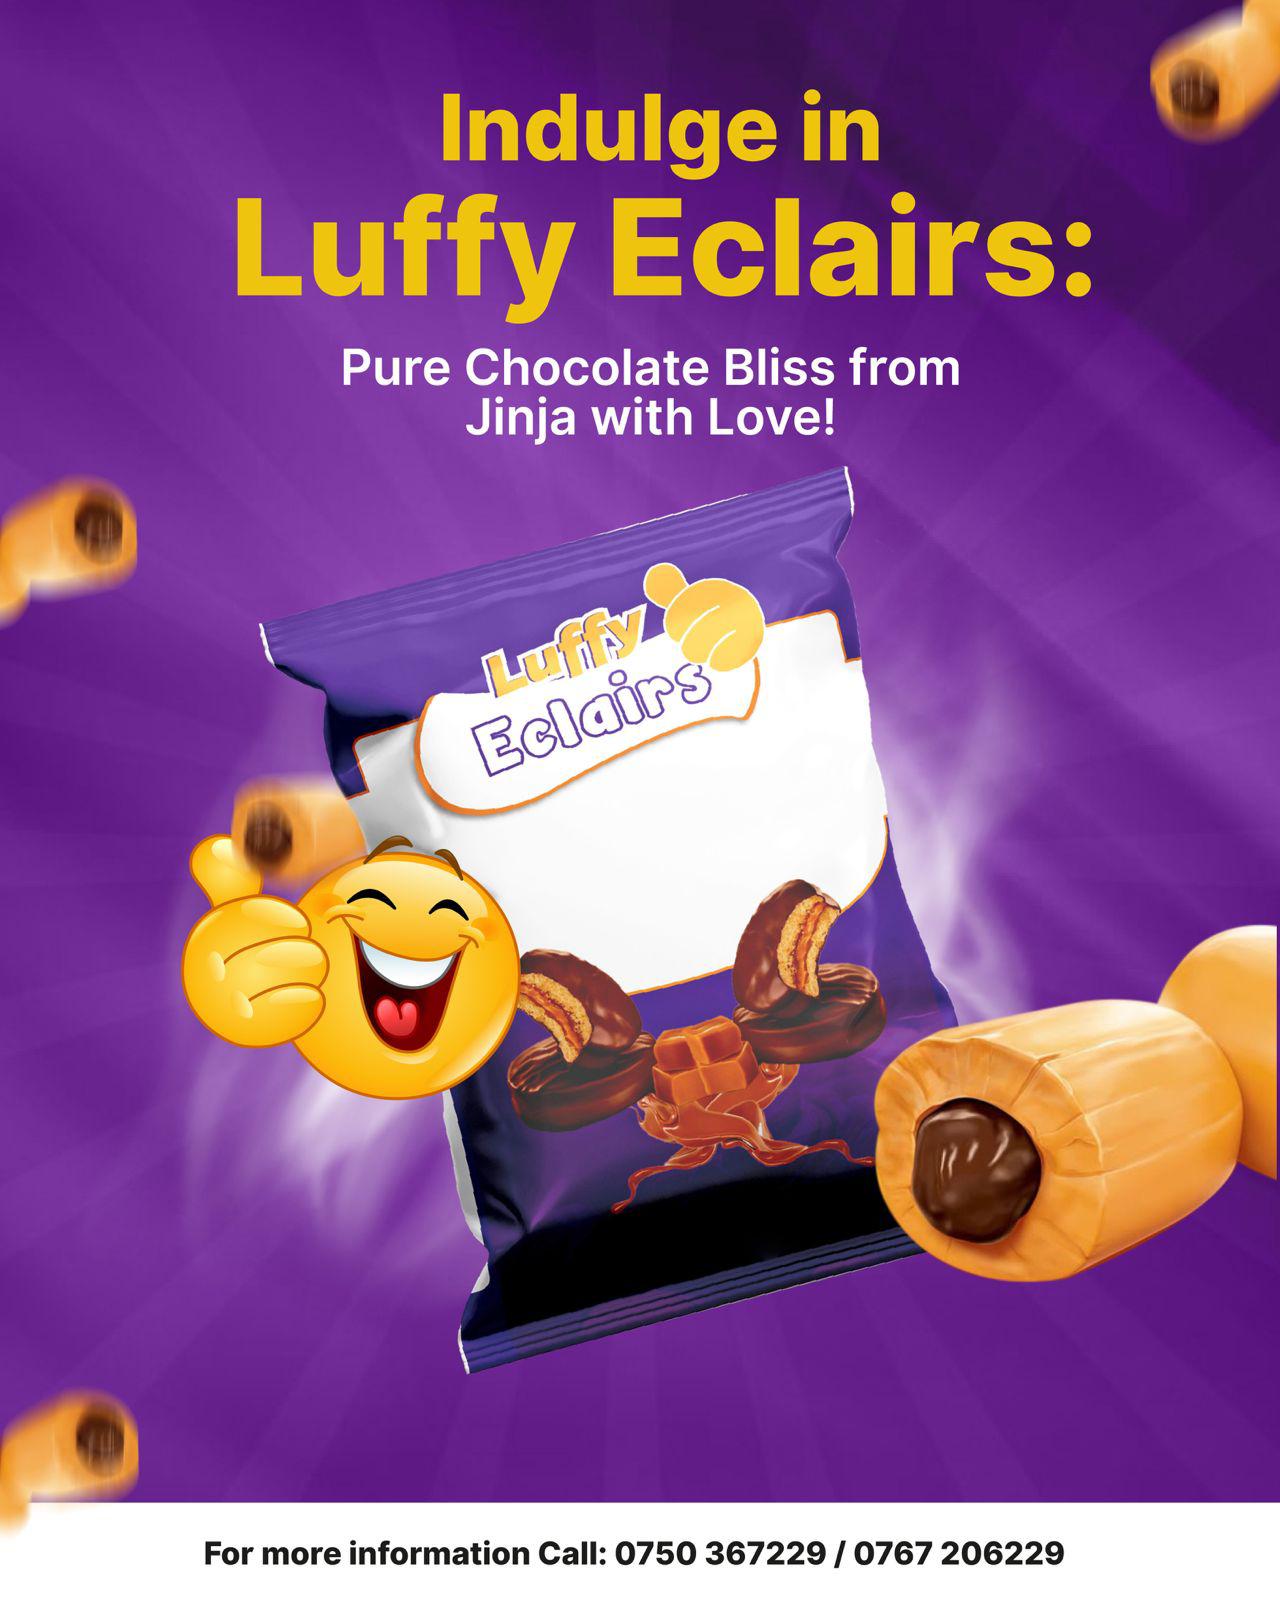 Indulge in
Luffy Eclairs:
Pure Chocolate Bliss from
Jinja with Love!
Luffy
Eclairs
For more information Call: 0750 367229 / 0767 206229